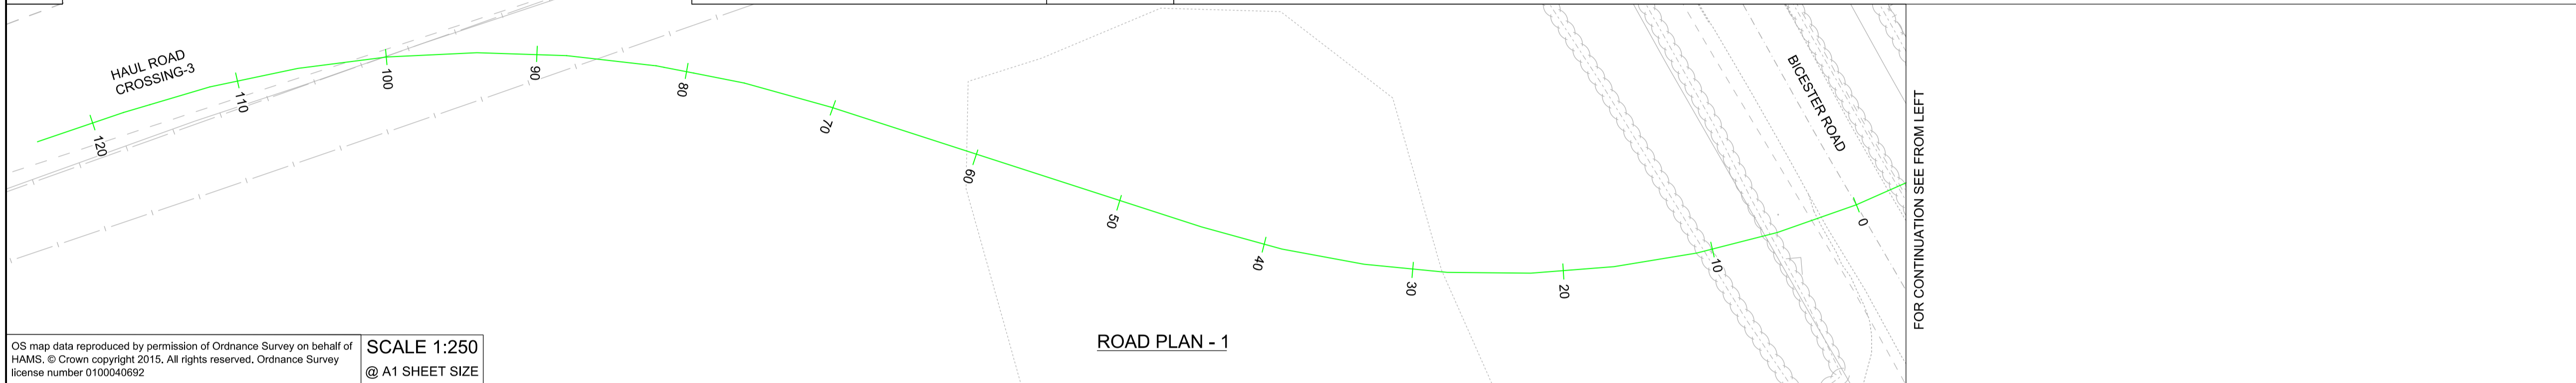 HAUL ROAD
CROSSING-3
120
110
100
90
80
70
60
50
40
30
20
10
0
BICESTER ROAD
FOR CONTINUATION SEE FROM LEFT
ROAD PLAN - 1
OS map data reproduced by permission of Ordnance Survey on behalf of
HAMS. © Crown copyright 2015. All rights reserved. Ordnance Survey
license number 0100040692
SCALE 1:250
@ A1 SHEET SIZE